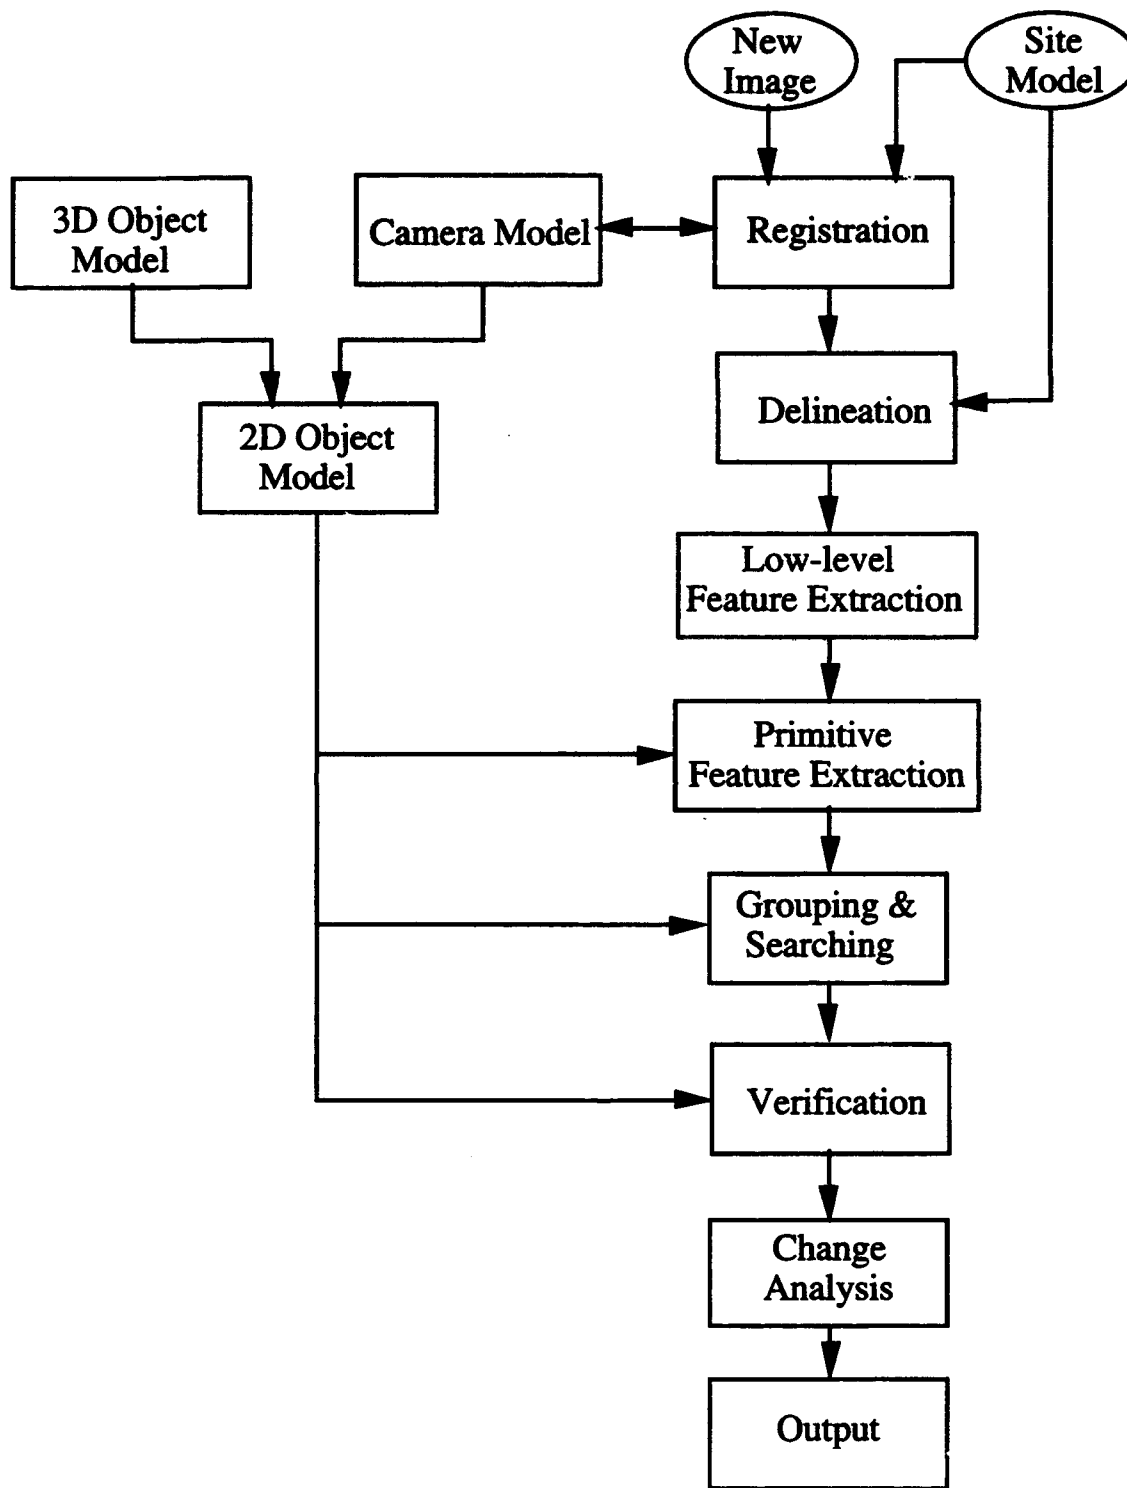 New
Image
Site
Model
3D Object
Model
Camera Model
Registration
Delineation
2D Object
Model
Low-level
Feature Extraction
Primitive
Feature Extraction
Grouping &
Searching
Verification
Change
Analysis
Output